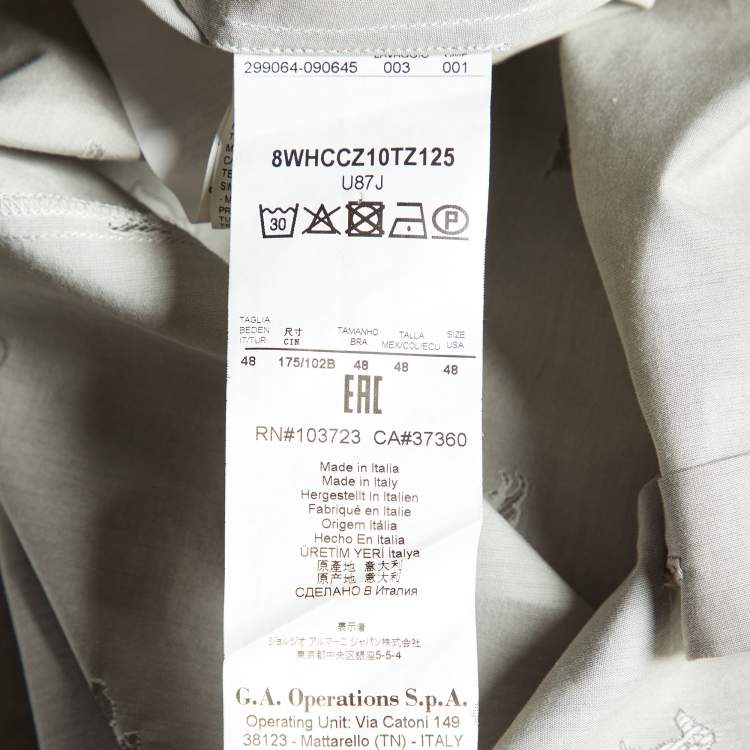 299064-090645 003 001
8WHCCZ10TZ125
U87J
30 P
TAGLIA
BEDEN
IT/TUR
尺寸
CIN
TAMANHO
BRA
TALLA
MEX/COL/ECU
SIZE
USA
48 175/102B 48 48 48
EAC
RN#103723 CA#37360
Made in Italia
Made in Italy
Hergestellt In Italien
Fabriqué en Italie
Origem Itália
Hecho En Italia
ÜRETİM YERİ İtalya
原產地 意大利
原产地 意大利
СДЕЛАНО В Италия
表示者
ジョルジオ アルマーニ ジャパン株式会社
東京都中央区銀座5-5-4
G.A. Operations S.p.A.
Operating Unit: Via Catoni 149
38123 - Mattarello (TN) - ITALY